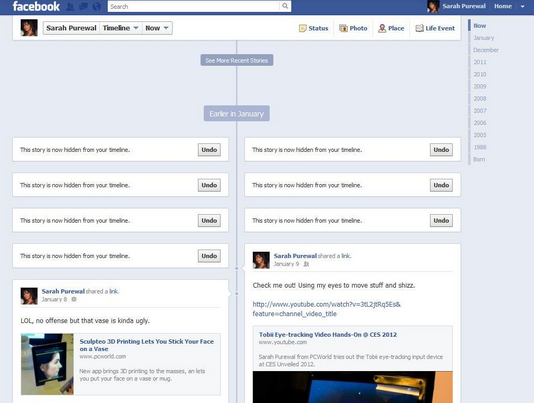 facebook
Search
Sarah Purewal
Home
Sarah Purewal
Timeline
Now
Status
Photo
Place
Life Event
Now
January
December
2011
2010
2009
2008
2007
2006
2005
1988
Born
See More Recent Stories
Earlier in January
This story is now hidden from your timeline.
Undo
This story is now hidden from your timeline.
Undo
This story is now hidden from your timeline.
Undo
This story is now hidden from your timeline.
Undo
This story is now hidden from your timeline.
Undo
This story is now hidden from your timeline.
Undo
This story is now hidden from your timeline.
Undo
Sarah Purewal shared a link.
January 9
Check me out! Using my eyes to move stuff and shizz.
http://www.youtube.com/watch?v=3tL2jtRq5Es&
feature=channel_video_title
Tobii Eye-tracking Video Hands-On @ CES 2012
www.youtube.com
Sarah Purewal from PCWorld tries out the Tobii eye-tracking input device
at CES Unveiled 2012.
Sarah Purewal shared a link.
January 8
LOL, no offense but that vase is kinda ugly.
Sculpteo 3D Printing Lets You Stick Your Face
on a Vase
www.pcworld.com
New app brings 3D printing to the masses, an lets
you put your face on a vase or mug.